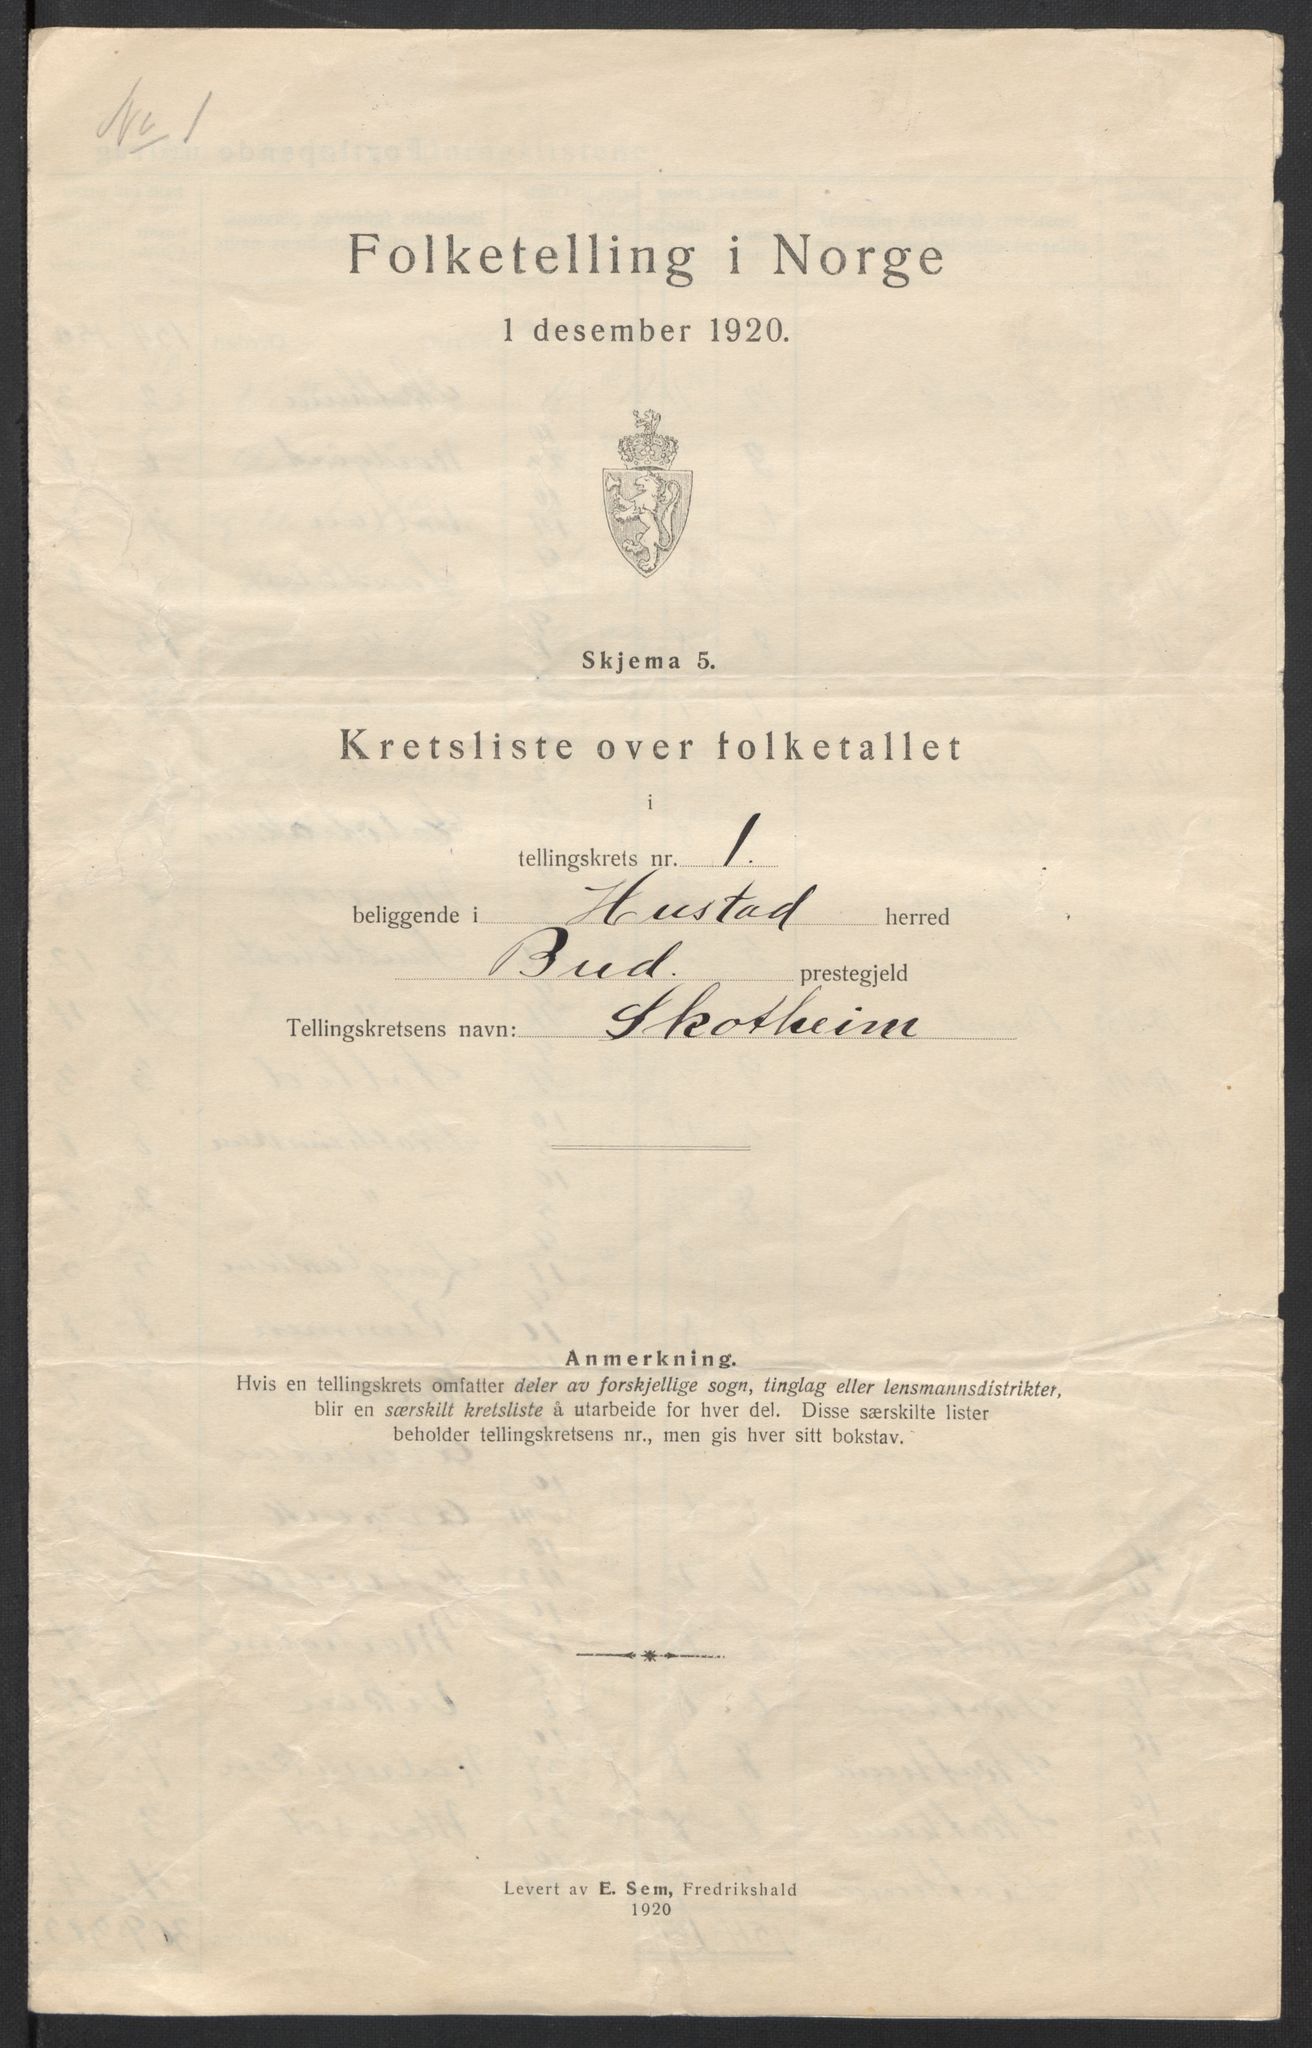 No 1
Folketelling i Norge
1 desember 1920.
Skjema 5.
Kretsliste over folketallet
i
tellingskrets nr. 1.
beliggende i Hustad herred
Bud. prestegjeld
Tellingskretsens navn: Skotheim
Anmerkning.
Hvis en tellingskrets omfatter deler av forskjellige sogn, tinglag eller lensmannsdistrikter,
blir en særskilt kretsliste å utarbeide for hver del. Disse særskilte lister
beholder tellingskretsens nr., men gis hver sitt bokstav.
Levert av E. Sem, Fredrikshald
1920